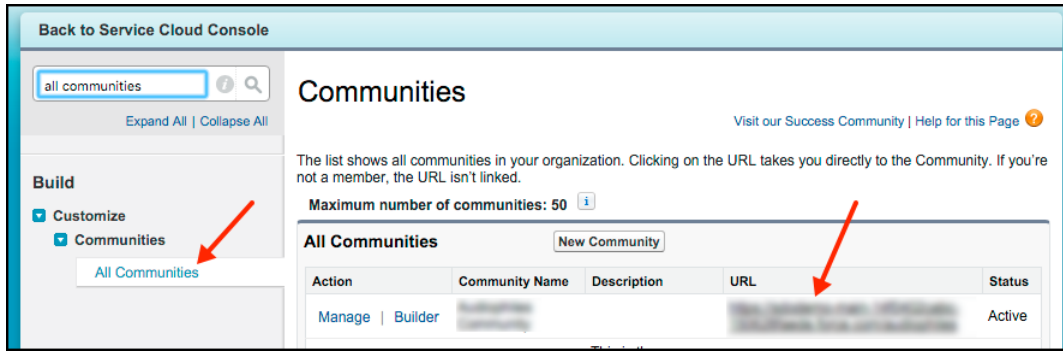 Back to Service Cloud Console
all communities
Expand All | Collapse All
Build
Customize
Communities
All Communities
Communities
Visit our Success Community | Help for this Page
The list shows all communities in your organization. Clicking on the URL takes you directly to the Community. If you're
not a member, the URL isn't linked.
Maximum number of communities: 50
All Communities
New Community
Action Community Name Description URL Status
Manage | Builder Active